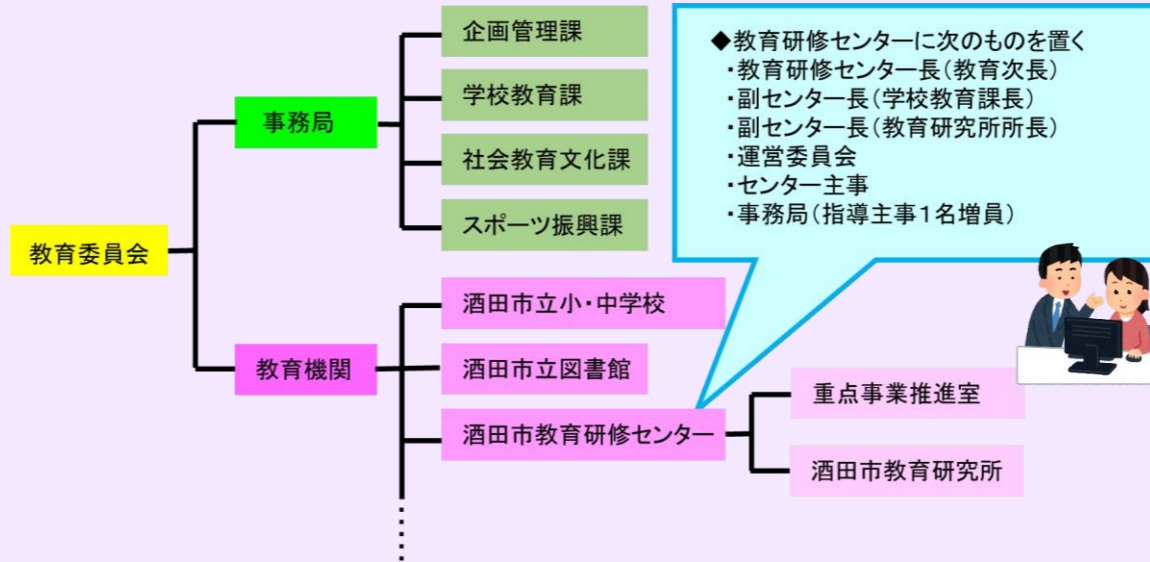 企画管理課
学校教育課
事務局
社会教育文化課
スポーツ振興課
教育委員会
酒田市立小・中学校
教育機関
酒田市立図書館
酒田市教育研修センター
重点事業推進室
酒田市教育研究所
◆教育研修センターに次のものを置く
・教育研修センター長(教育次長)
・副センター長(学校教育課長)
・副センター長(教育研究所所長)
・運営委員会
・センター主事
・事務局(指導主事1名増員)